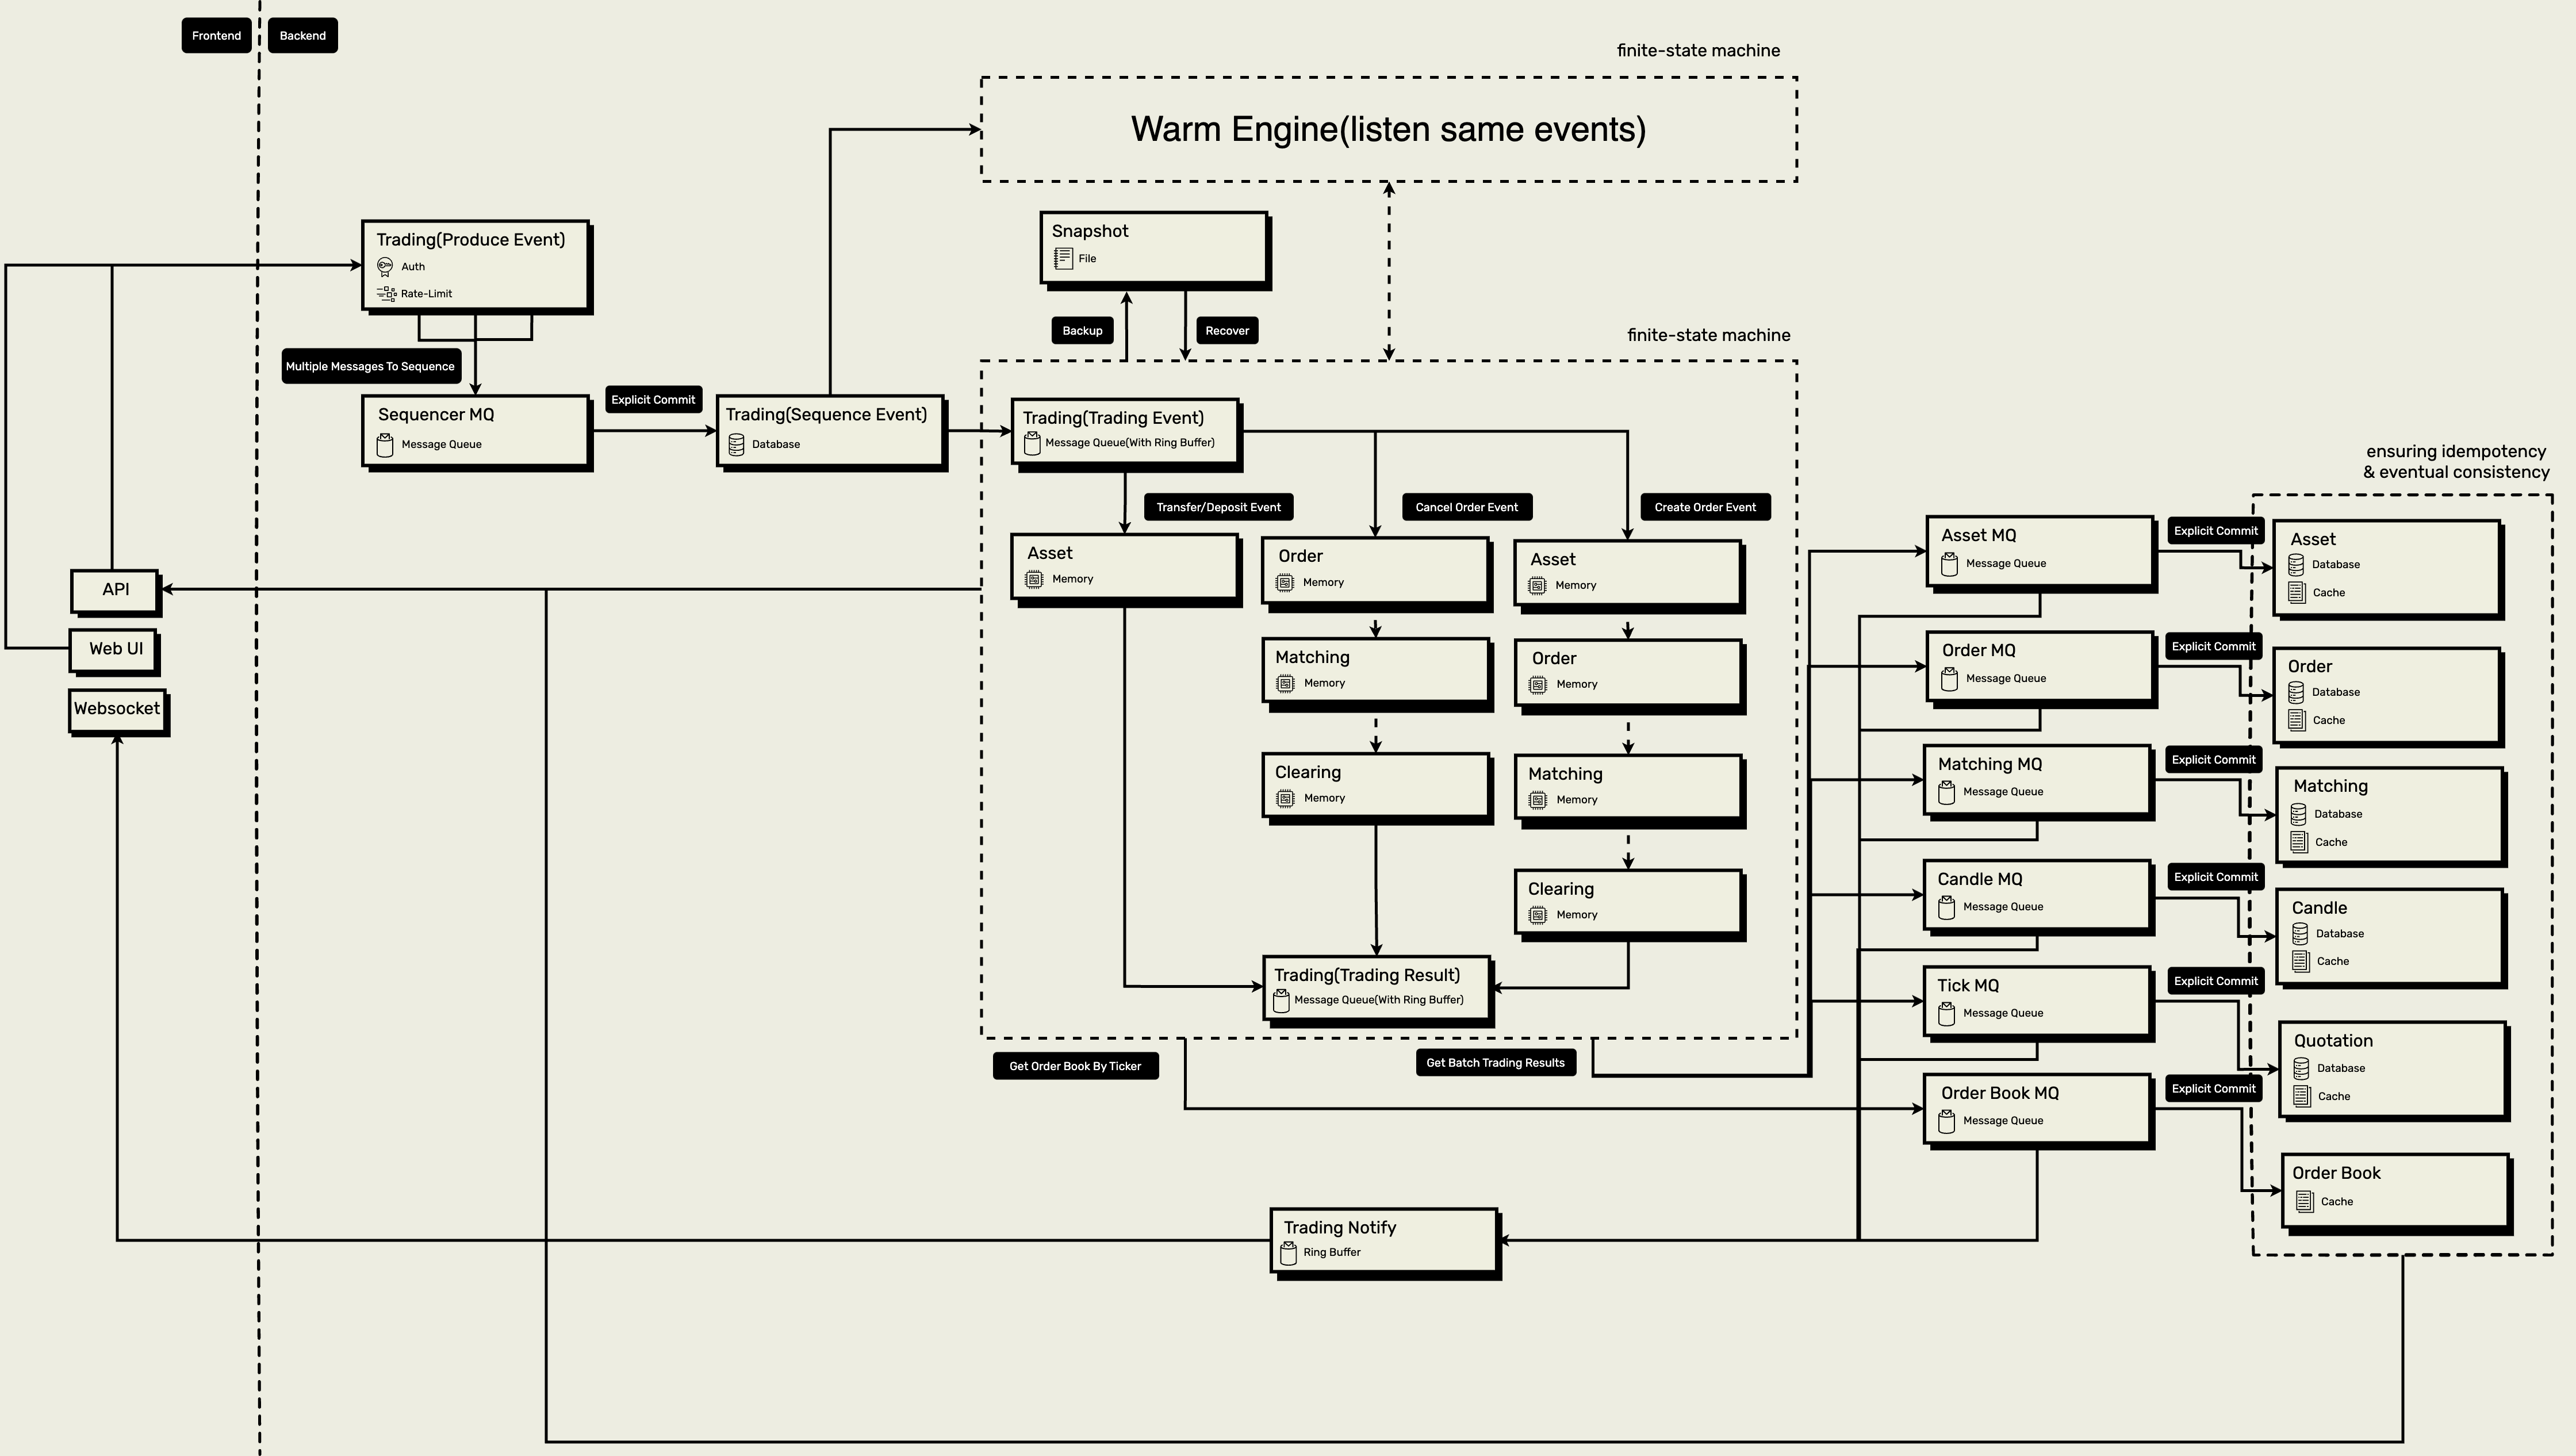 Frontend
Backend
finite-state machine
Warm Engine(listen same events)
Trading(Produce Event)
Auth
Rate-Limit
Snapshot
File
Backup
Recover
finite-state machine
Multiple Messages To Sequence
Sequencer MQ
Message Queue
Explicit Commit
Trading(Sequence Event)
Database
Trading(Trading Event)
Message Queue(With Ring Buffer)
Transfer/Deposit Event
Cancel Order Event
Create Order Event
Asset
Memory
Order
Memory
Asset
Memory
Matching
Memory
Order
Memory
Clearing
Memory
Matching
Memory
Clearing
Memory
Trading(Trading Result)
Message Queue(With Ring Buffer)
Get Order Book By Ticker
Get Batch Trading Results
API
Web UI
Websocket
ensuring idempotency
& eventual consistency
Asset MQ
Message Queue
Explicit Commit
Asset
Database
Cache
Order MQ
Message Queue
Explicit Commit
Order
Database
Cache
Matching MQ
Message Queue
Explicit Commit
Matching
Database
Cache
Candle MQ
Message Queue
Explicit Commit
Candle
Database
Cache
Tick MQ
Message Queue
Explicit Commit
Quotation
Database
Cache
Order Book MQ
Message Queue
Explicit Commit
Order Book
Cache
Trading Notify
Ring Buffer